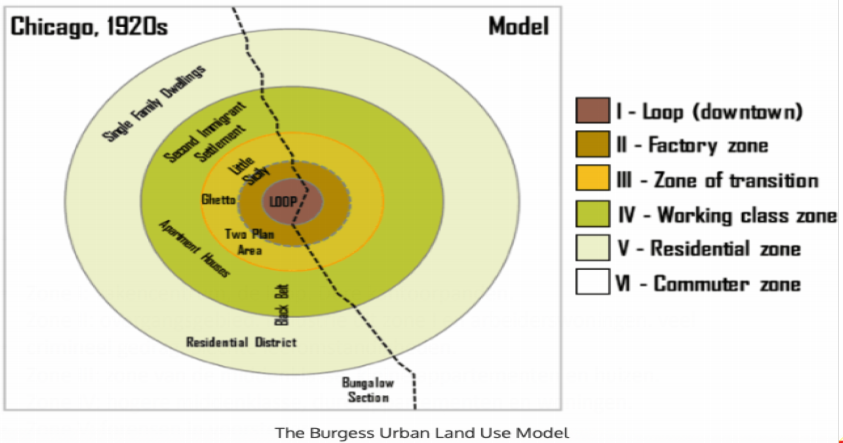 Chicago, 1920s
Model
Single Family Dwellings
Second Immigrant
Settlement
Little
Sicily
Ghetto
LOOP
Two Plan
Area
Apartment Houses
Black Belt
Residential District
Bungalow
Section
I - Loop (downtown)
II - Factory zone
III - Zone of transition
IV - Working class zone
V - Residential zone
VI - Commuter zone
The Burgess Urban Land Use Model